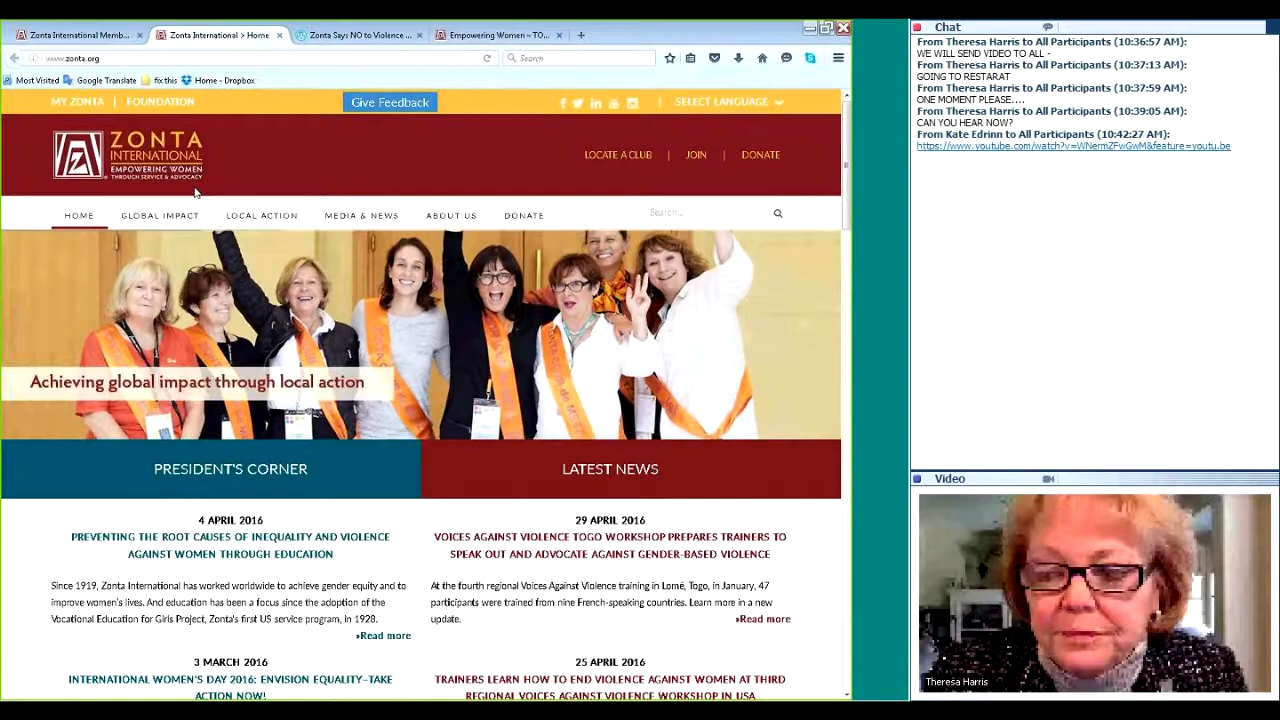 Zonta International Memb...
Zonta International > Home
Zonta Says NO to Violence ...
Empowering Women – TO...
www.zonta.org
Search
Most Visited
Google Translate
fix this
Home - Dropbox
MY ZONTA | FOUNDATION
Give Feedback
SELECT LANGUAGE
ZONTA
INTERNATIONAL
EMPOWERING WOMEN
THROUGH SERVICE & ADVOCACY
LOCATE A CLUB | JOIN | DONATE
HOME
GLOBAL IMPACT
LOCAL ACTION
MEDIA & NEWS
ABOUT US
DONATE
Search...
Achieving global impact through local action
PRESIDENT'S CORNER
4 APRIL 2016
PREVENTING THE ROOT CAUSES OF INEQUALITY AND VIOLENCE
AGAINST WOMEN THROUGH EDUCATION
Since 1919, Zonta International has worked worldwide to achieve gender equity and to
improve women's lives. And education has been a focus since the adoption of the
Vocational Education for Girls Project, Zonta's first US service program, in 1928.
»Read more
3 MARCH 2016
INTERNATIONAL WOMEN'S DAY 2016: ENVISION EQUALITY–TAKE
ACTION NOW!
LATEST NEWS
29 APRIL 2016
VOICES AGAINST VIOLENCE TOGO WORKSHOP PREPARES TRAINERS TO
SPEAK OUT AND ADVOCATE AGAINST GENDER-BASED VIOLENCE
At the fourth regional Voices Against Violence training in Lomé, Togo, in January, 47
participants were trained from nine French-speaking countries. Learn more in a new
update.
»Read more
25 APRIL 2016
TRAINERS LEARN HOW TO END VIOLENCE AGAINST WOMEN AT THIRD
REGIONAL VOICES AGAINST VIOLENCE WORKSHOP IN USA
Chat
From Theresa Harris to All Participants (10:36:57 AM):
WE WILL SEND VIDEO TO ALL -
From Theresa Harris to All Participants (10:37:13 AM):
GOING TO RESTARAT
From Theresa Harris to All Participants (10:37:59 AM):
ONE MOMENT PLEASE....
From Theresa Harris to All Participants (10:39:05 AM):
CAN YOU HEAR NOW?
From Kate Edrinn to All Participants (10:42:27 AM):
https://www.youtube.com/watch?v=WNermZFwGwM&feature=youtu.be
Video
Theresa Harris